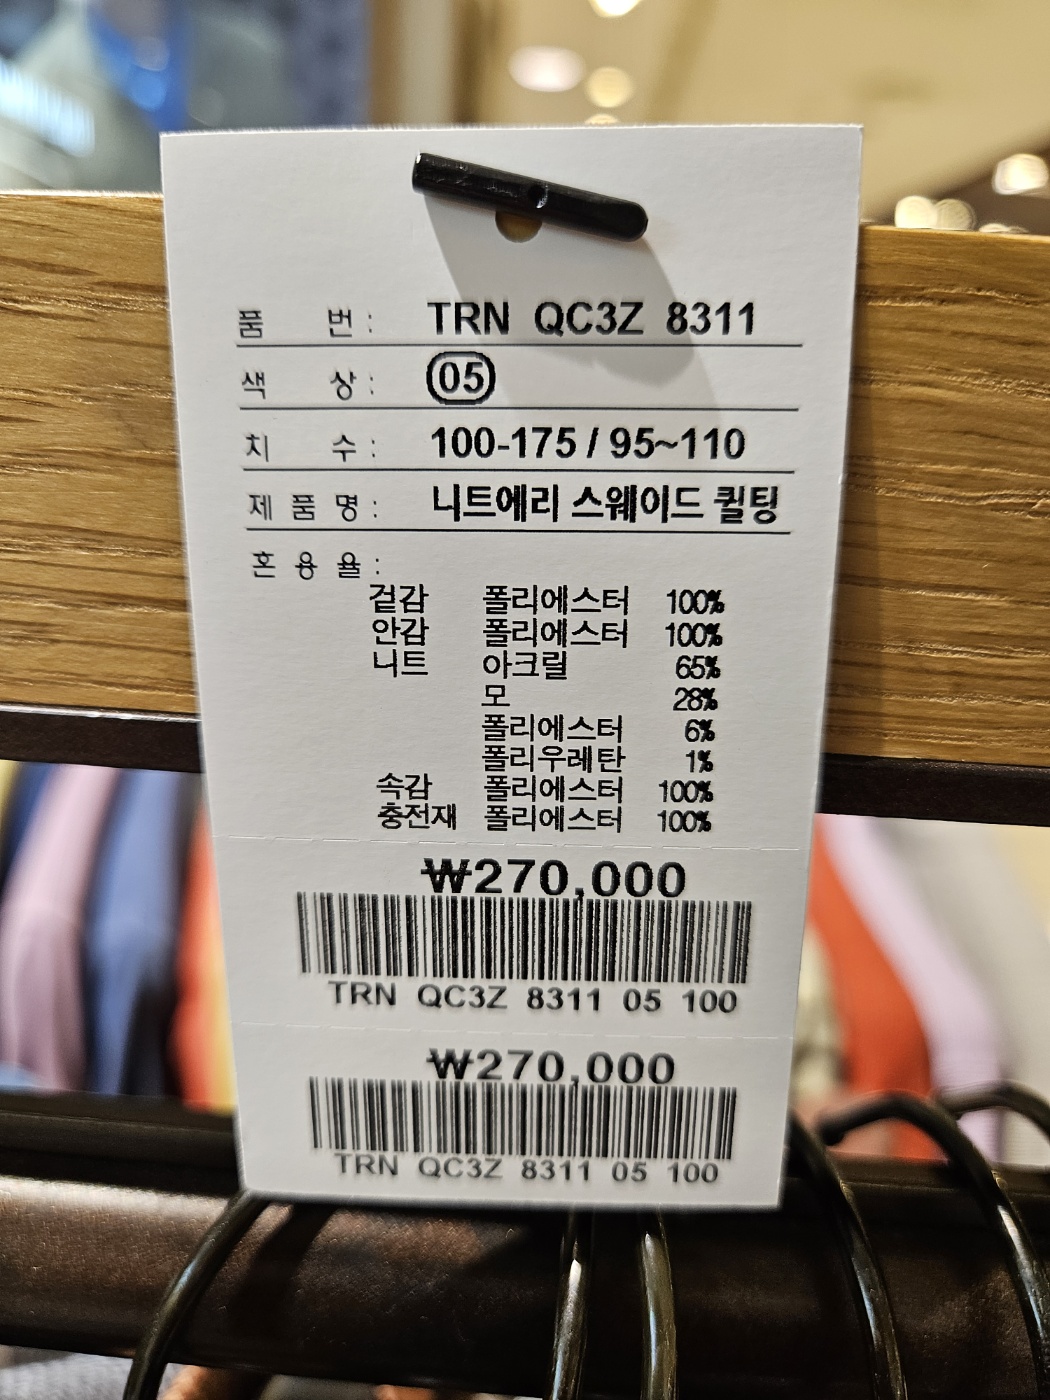 품 번 : TRN QC3Z 8311
색 상 : 05
치 수 : 100-175 / 95~110
제 품 명 : 니트에리 스웨이드 퀼팅
혼 용 율 :
겉감 폴리에스터 100%
안감 폴리에스터 100%
니트 아크릴 65%
모 28%
폴리에스터 6%
폴리우레탄 1%
속감 폴리에스터 100%
충전재 폴리에스터 100%
₩270,000
TRN QC3Z 8311 05 100
₩270,000
TRN QC3Z 8311 05 100